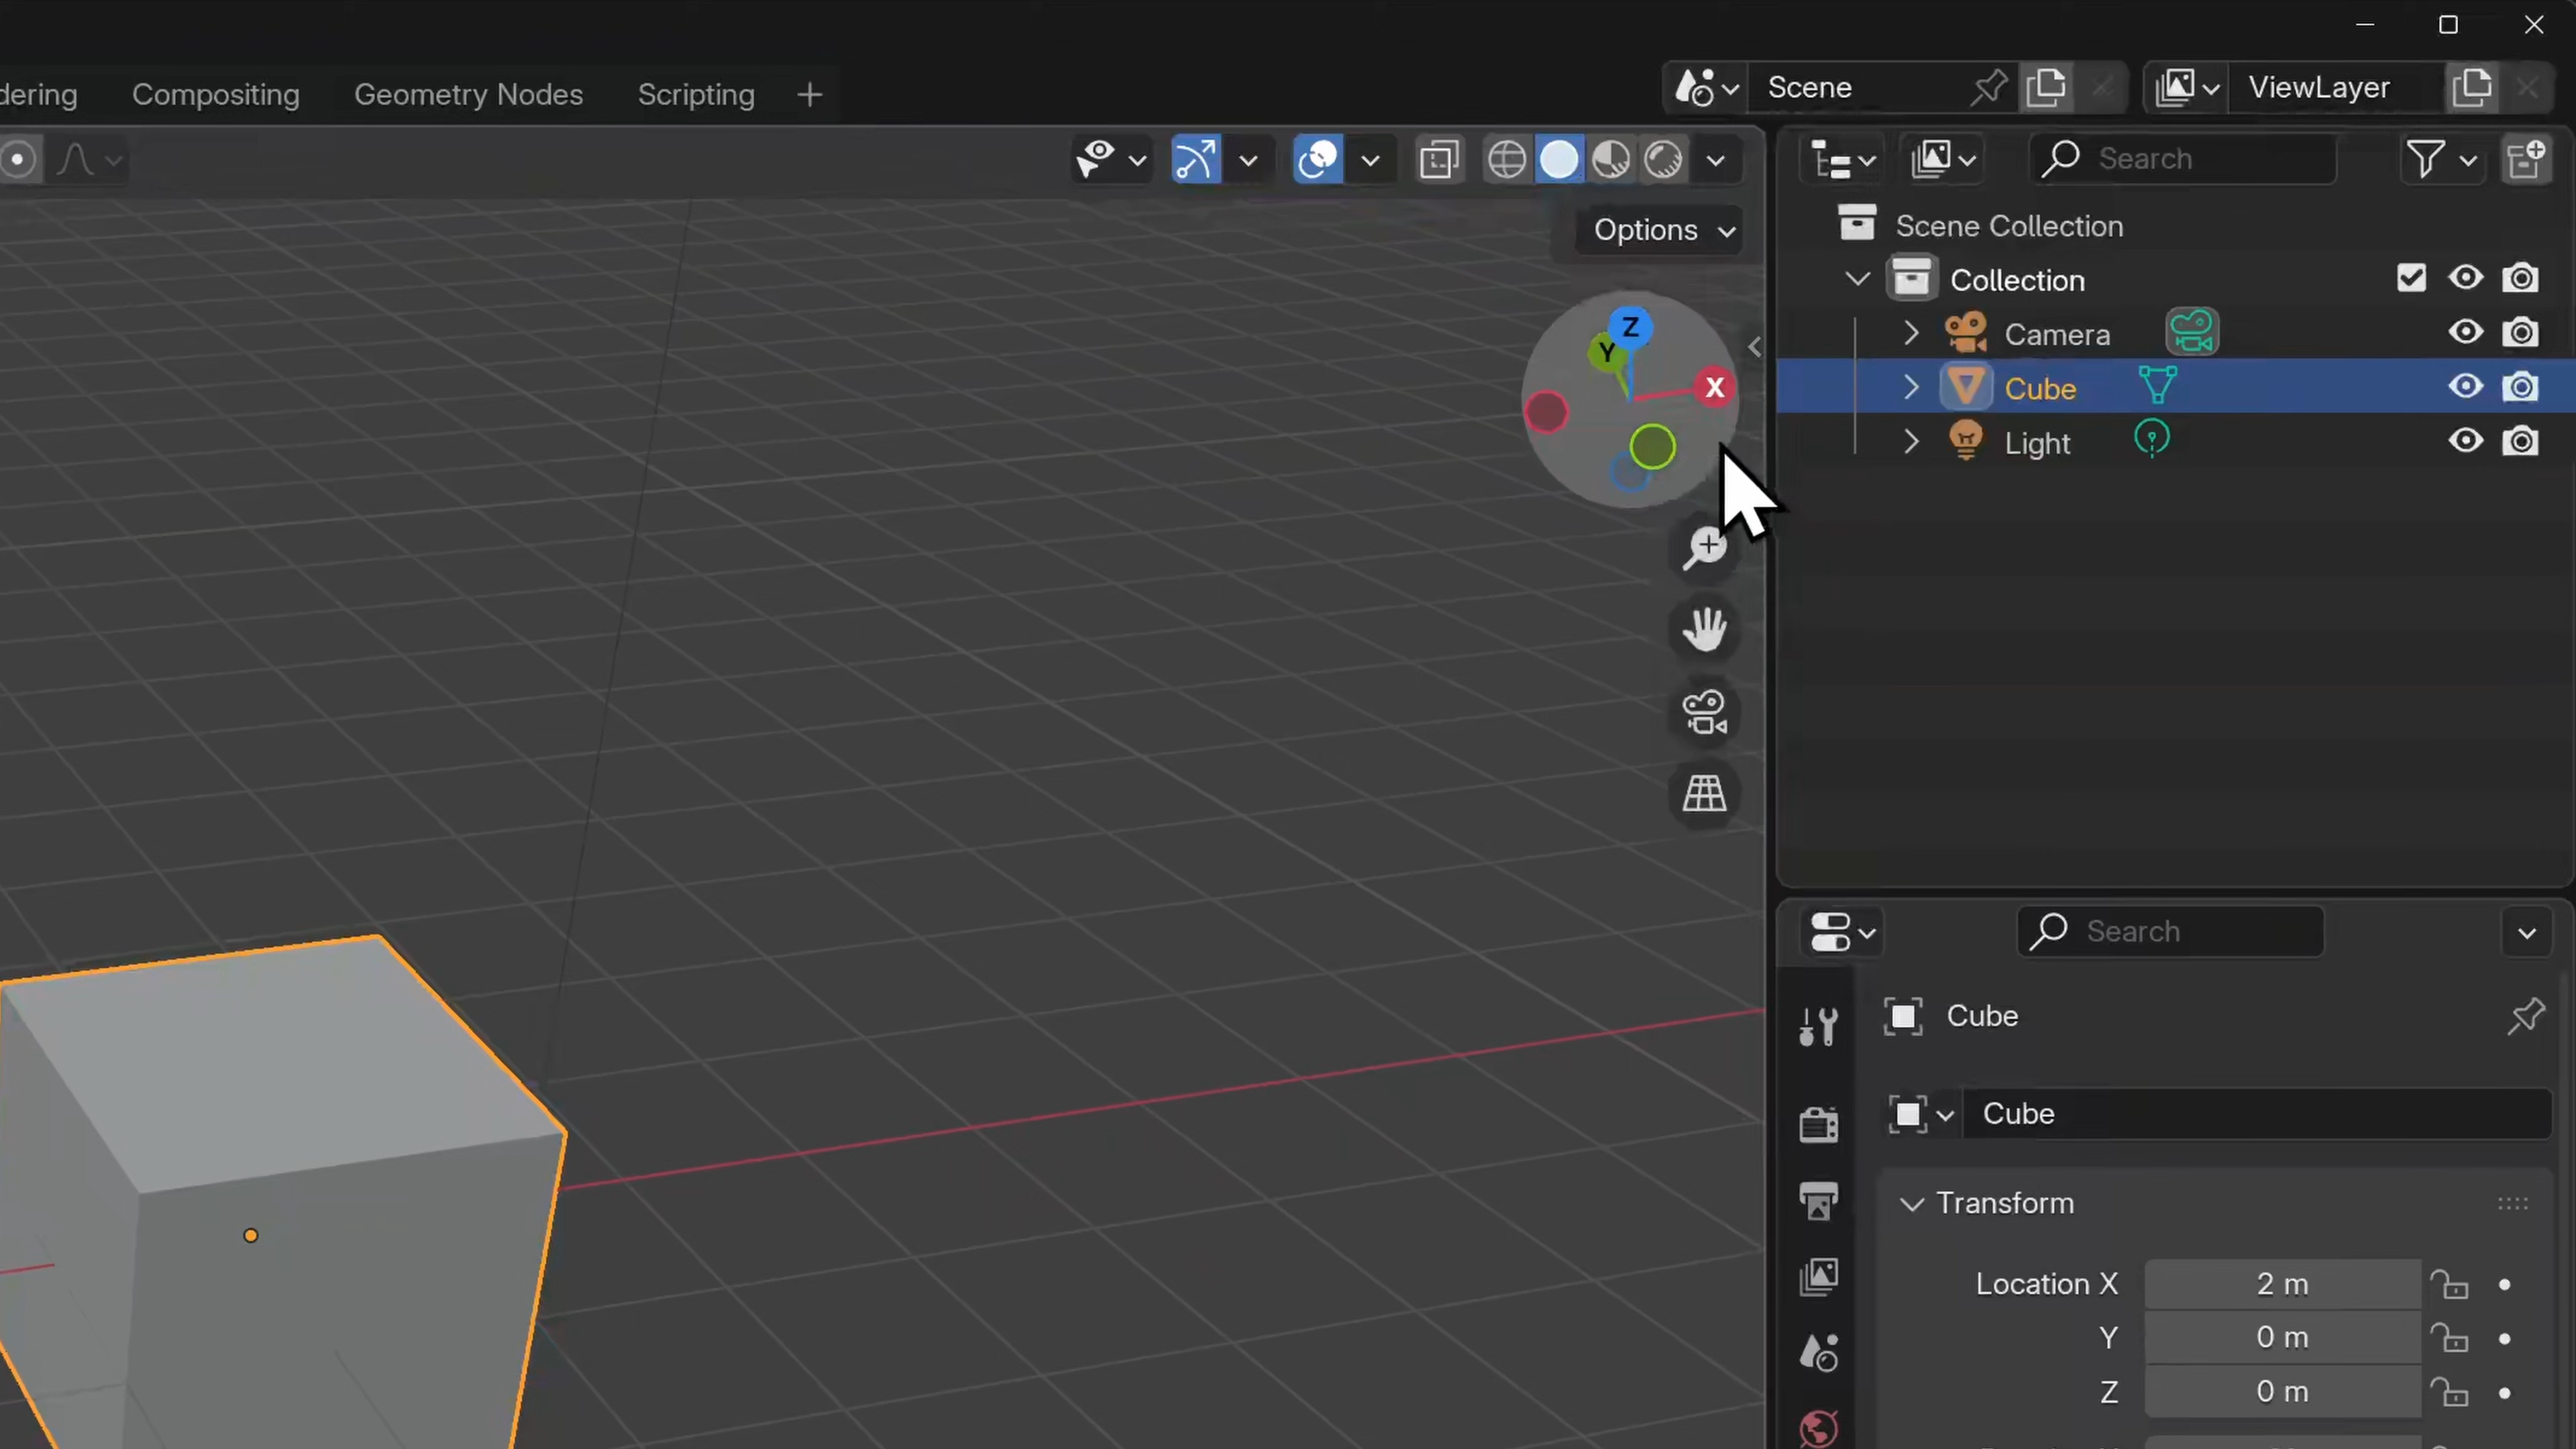 dering Compositing Geometry Nodes Scripting + Scene ViewLayer
Search
Options
Scene Collection
Collection
Z
Y
X
Camera
Cube
Light
Search
Cube
Cube
Transform
Location X 2 m
Y 0 m
Z 0 m